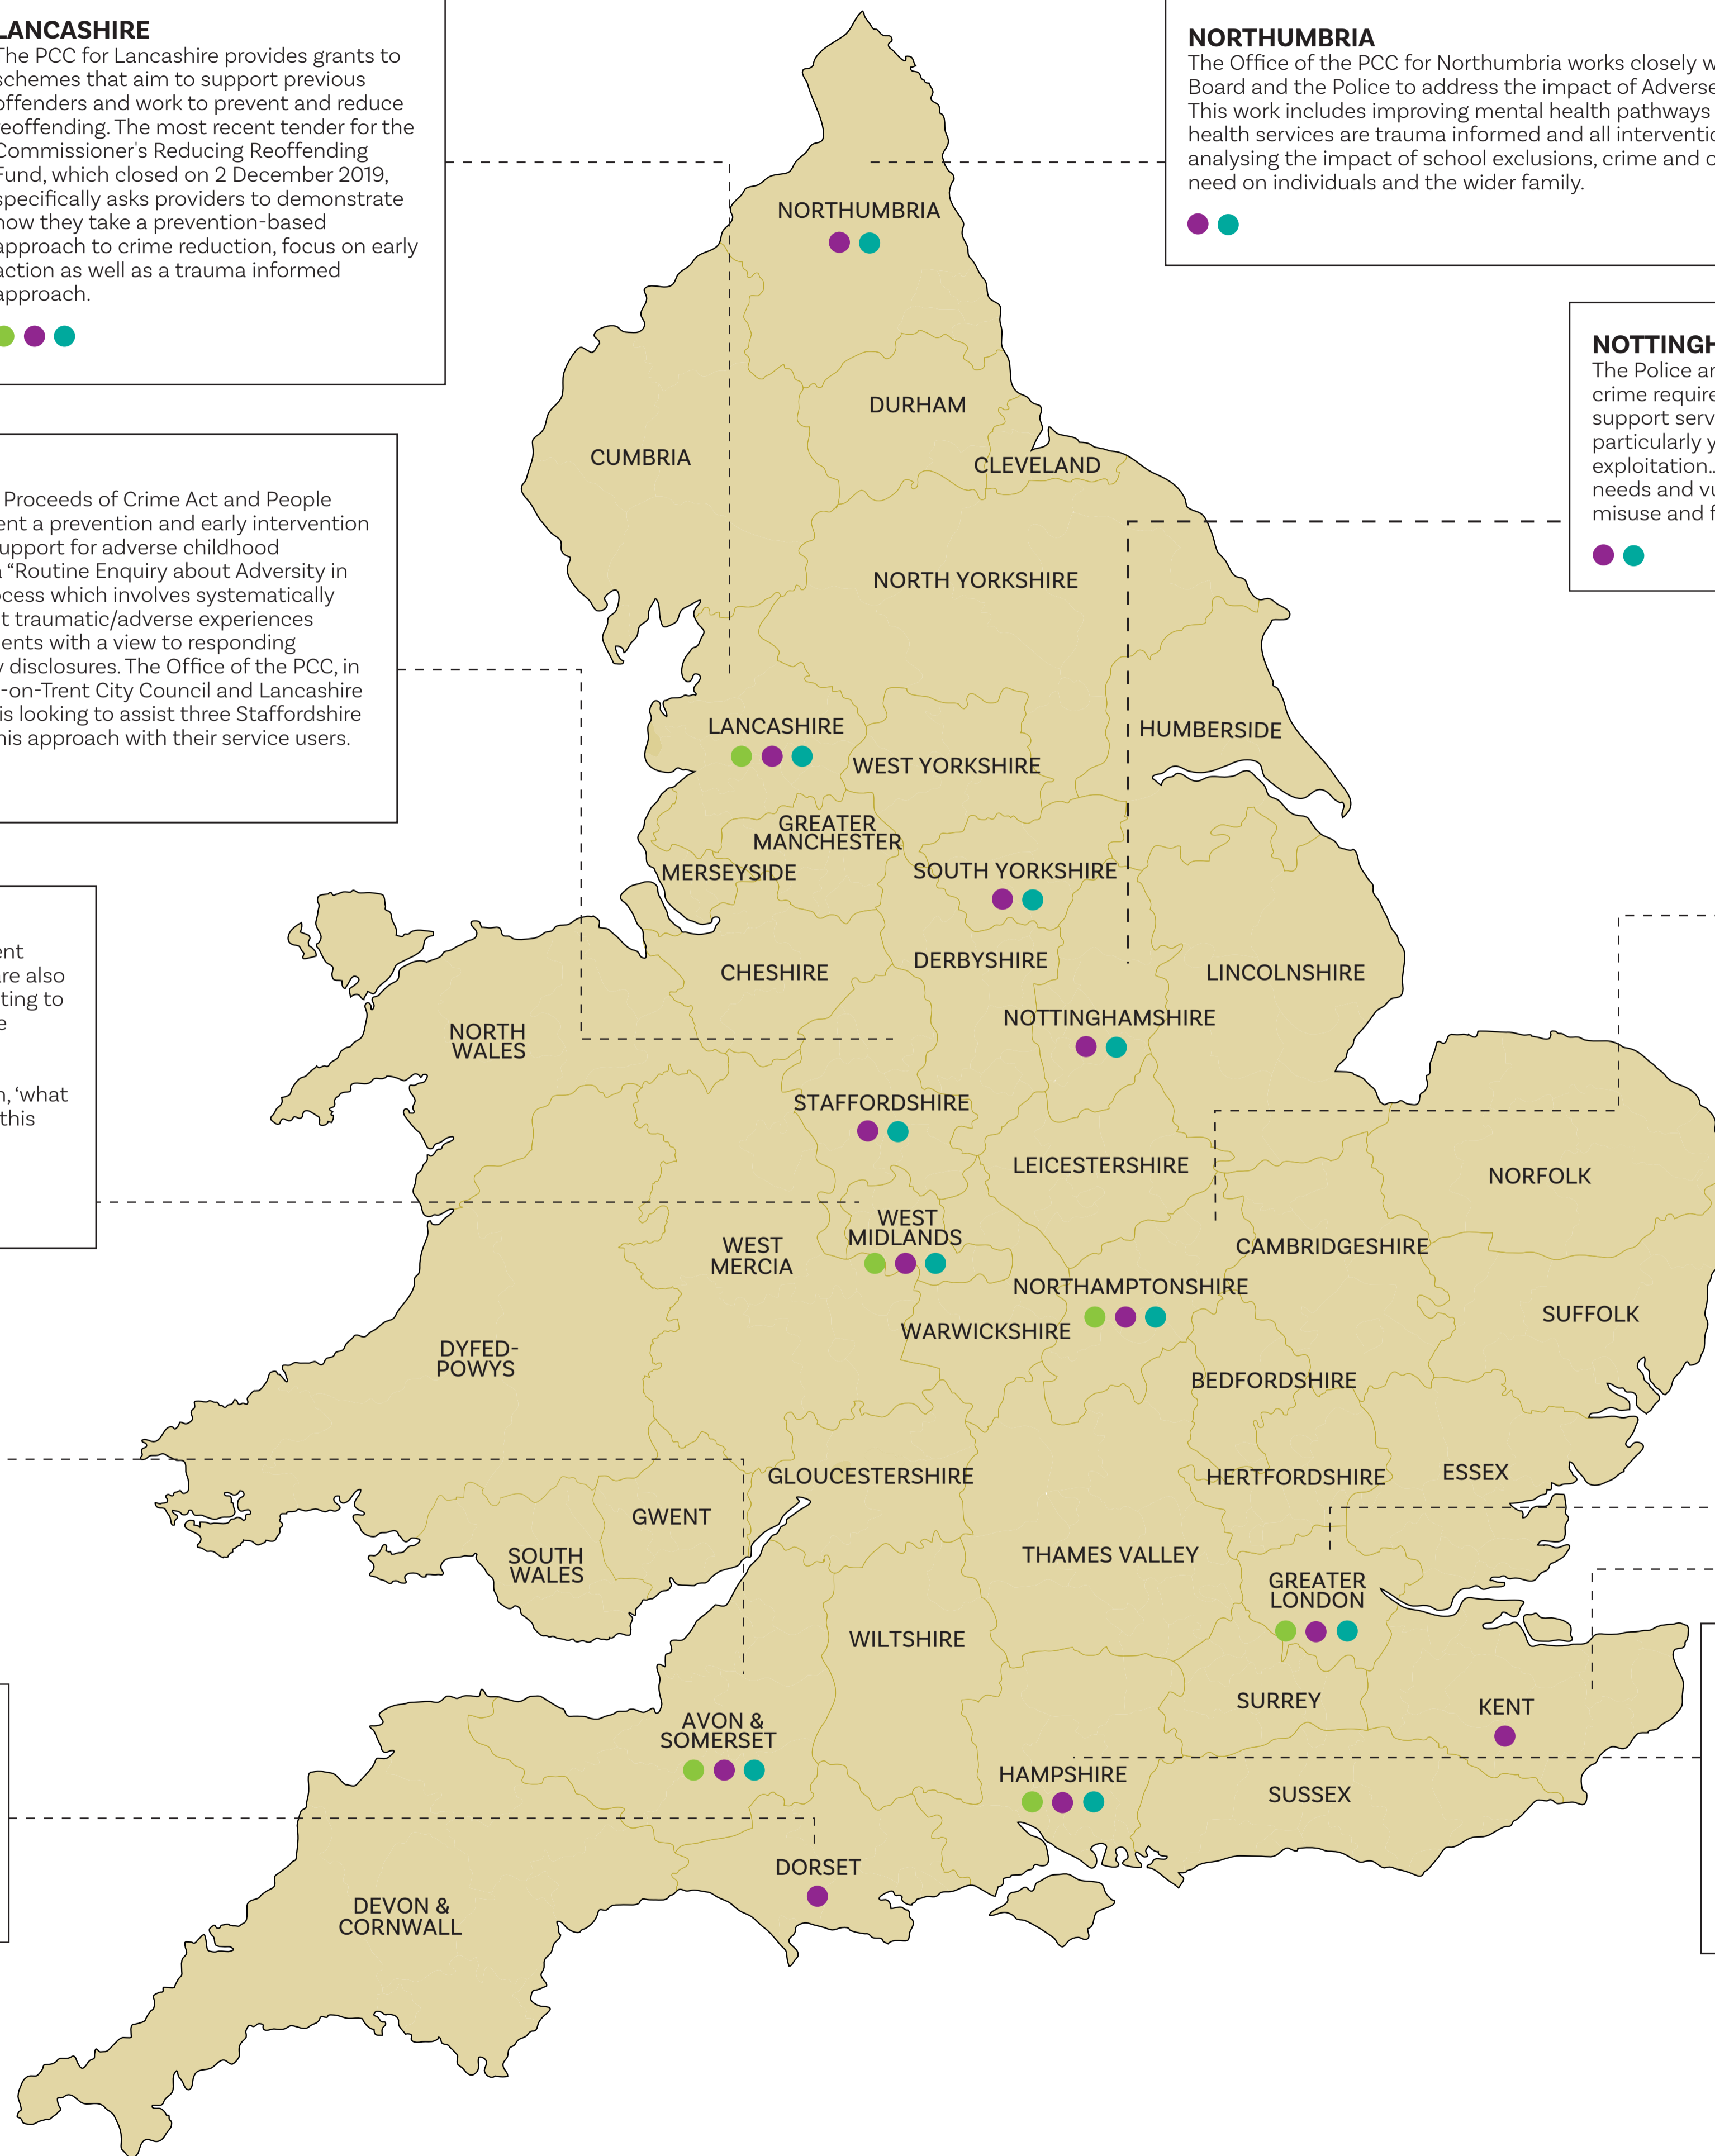 LANCASHIRE
The PCC for Lancashire provides grants to
schemes that aim to support previous
offenders and work to prevent and reduce
reoffending. The most recent tender for the
Commissioner's Reducing Reoffending
Fund, which closed on 2 December 2019,
specifically asks providers to demonstrate
how they take a prevention-based
approach to crime reduction, focus on early
action as well as a trauma informed
approach.
NORTHUMBRIA
The Office of the PCC for Northumbria works closely w
Board and the Police to address the impact of Adverse
This work includes improving mental health pathways
health services are trauma informed and all interventio
analysing the impact of school exclusions, crime and
need on individuals and the wider family.
NOTTINGH
The Police ar
crime require
support serv
particularly y
exploitation..
needs and vu
misuse and f
Proceeds of Crime Act and People
ent a prevention and early intervention
upport for adverse childhood
“Routine Enquiry about Adversity in
ocess which involves systematically
t traumatic/adverse experiences
ents with a view to responding
disclosures. The Office of the PCC, in
-on-Trent City Council and Lancashire
is looking to assist three Staffordshire
his approach with their service users.
ent
are also
ting to
e
n, ‘what
this
NORTHUMBRIA
DURHAM
CUMBRIA
CLEVELAND
NORTH YORKSHIRE
LANCASHIRE
HUMBERSIDE
WEST YORKSHIRE
GREATER
MANCHESTER
MERSEYSIDE
SOUTH YORKSHIRE
DERBYSHIRE
CHESHIRE
LINCOLNSHIRE
NOTTINGHAMSHIRE
NORTH
WALES
STAFFORDSHIRE
LEICESTERSHIRE
NORFOLK
WEST
MIDLANDS
WEST
MERCIA
CAMBRIDGESHIRE
NORTHAMPTONSHIRE
SUFFOLK
WARWICKSHIRE
DYFED-
POWYS
BEDFORDSHIRE
GLOUCESTERSHIRE
HERTFORDSHIRE
ESSEX
GWENT
SOUTH
WALES
THAMES VALLEY
GREATER
LONDON
WILTSHIRE
SURREY
KENT
AVON &
SOMERSET
HAMPSHIRE
SUSSEX
DORSET
DEVON &
CORNWALL